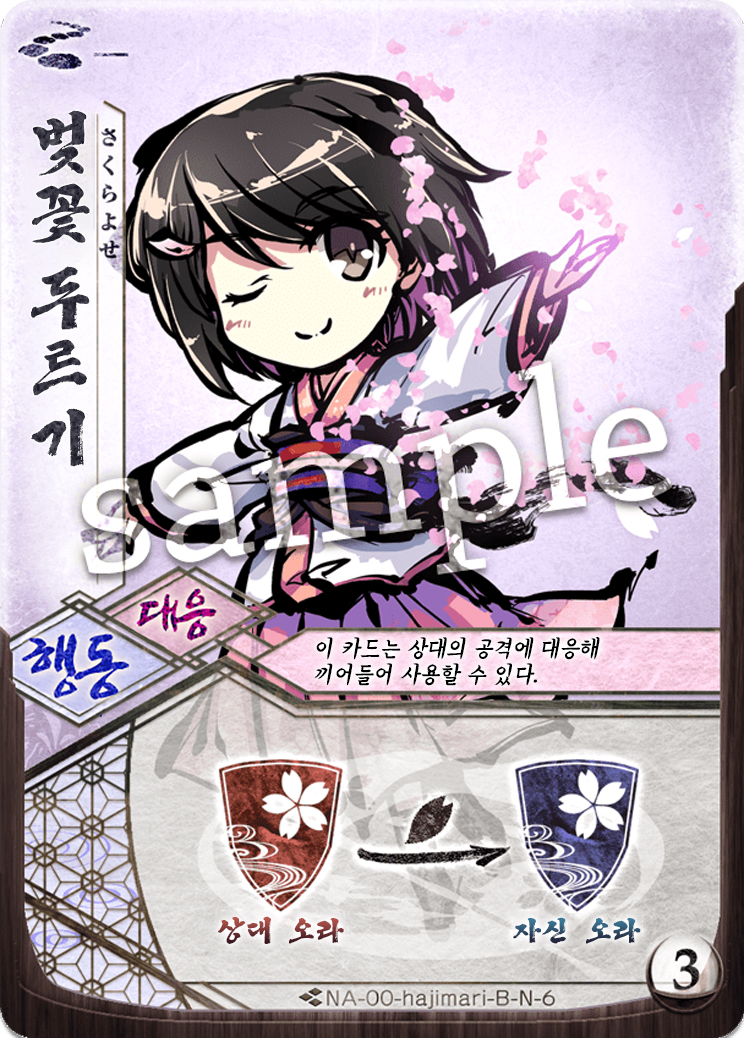 벚꽃 두르기
さくらよせ
sample
대응
행동
이 카드는 상대의 공격에 대응해
끼어들어 사용할 수 있다.
상대 오라
자신 오라
3
NA-00-hajimari-B-N-6